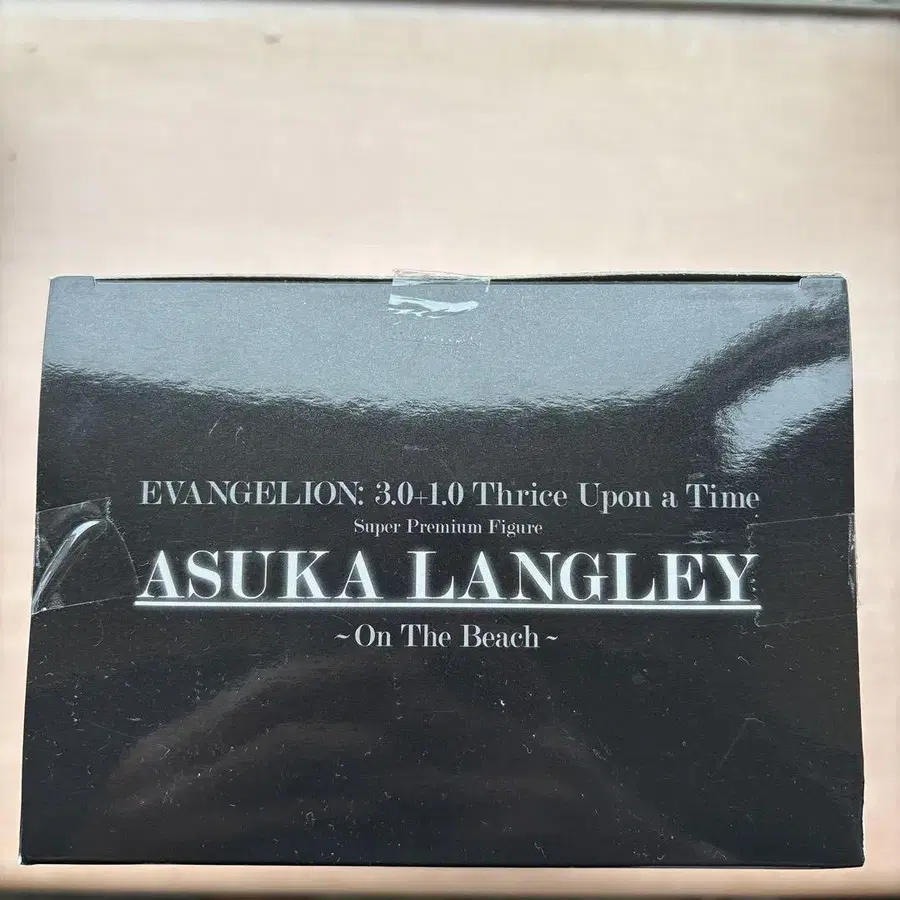 EVANGELION: 3.0+1.0 Thrice Upon a Time
Super Premium Figure
ASUKA LANGLEY
~On The Beach~